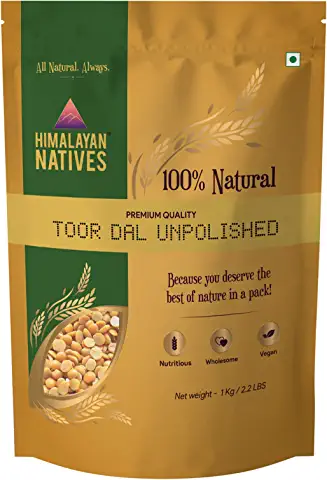 All Natural. Always.
HIMALAYAN
NATIVES
100% Natural
PREMIUM QUALITY
TOOR DAL UNPOLISHED
Because you deserve the
best of nature in a pack!
Nutritious
Wholesome
Vegan
Net weight - 1Kg / 2.2 LBS